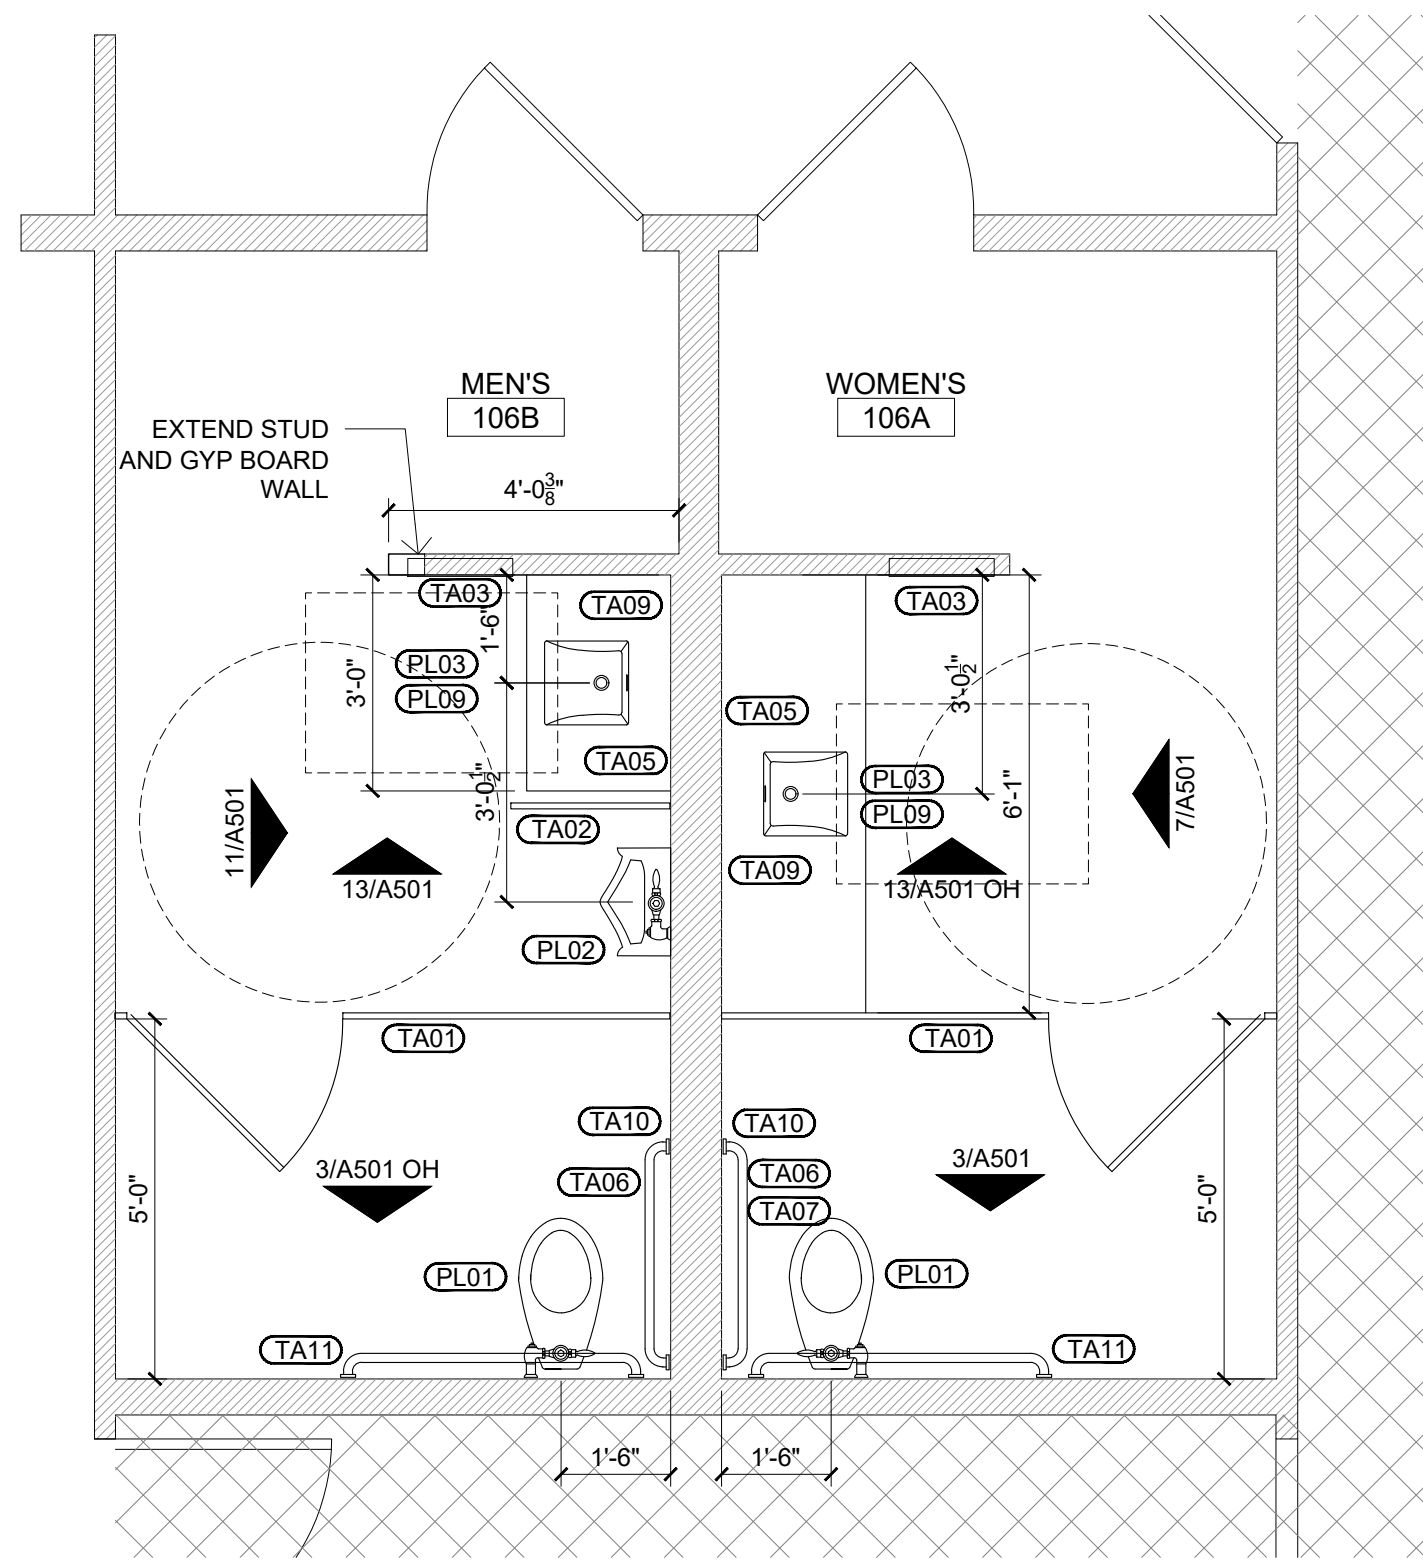 MEN'S
106B
WOMEN'S
106A
EXTEND STUD
AND GYP BOARD
WALL
4'-0 3/8"
TA03
TA09
TA03
1'-6"
3'-0"
PL03
PL09
3'-0 1/2"
TA05
TA05
3'-0 1/2"
6'-1"
PL03
PL09
7/A501
11/A501
TA02
TA09
13/A501
13/A501 OH
PL02
TA01
TA01
TA10
TA10
3/A501 OH
TA06
TA06
TA07
3/A501
5'-0"
5'-0"
PL01
PL01
TA11
TA11
1'-6"
1'-6"